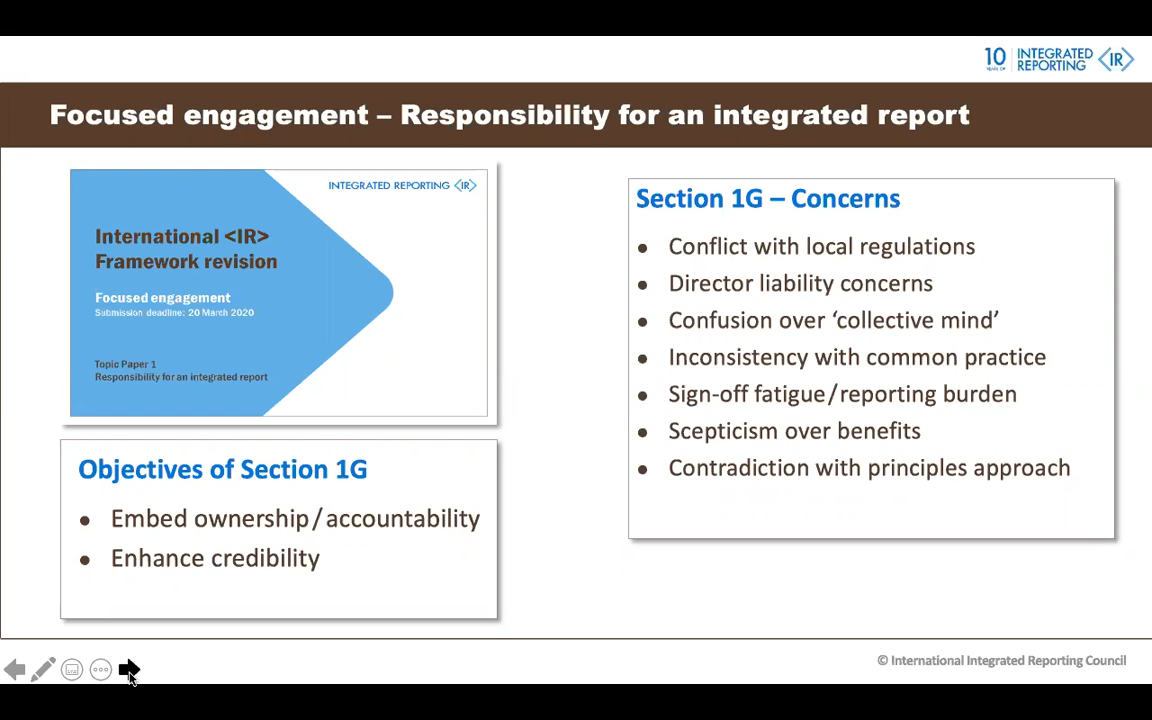 10 INTEGRATED
YEARS OF REPORTING <IR>
Focused engagement – Responsibility for an integrated report
INTEGRATED REPORTING <IR>
International <IR>
Framework revision
Focused engagement
Submission deadline: 20 March 2020
Topic Paper 1
Responsibility for an integrated report
Objectives of Section 1G
• Embed ownership/accountability
• Enhance credibility
Section 1G – Concerns
• Conflict with local regulations
• Director liability concerns
• Confusion over ‘collective mind’
• Inconsistency with common practice
• Sign-off fatigue/reporting burden
• Scepticism over benefits
• Contradiction with principles approach
© International Integrated Reporting Council